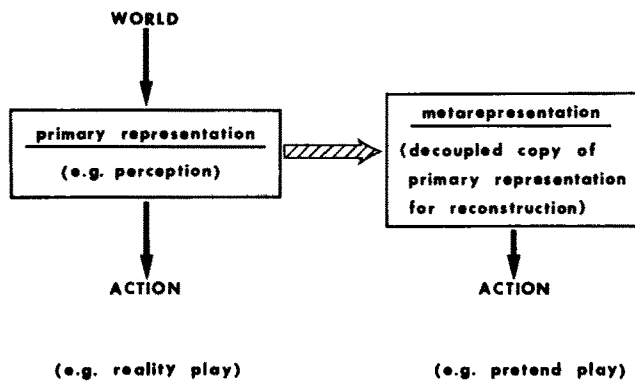 WORLD
primary representation
(e.g. perception)
ACTION
metarepresentation
(decoupled copy of
primary representation
for reconstruction)
ACTION
(e.g. reality play)
(e.g. pretend play)